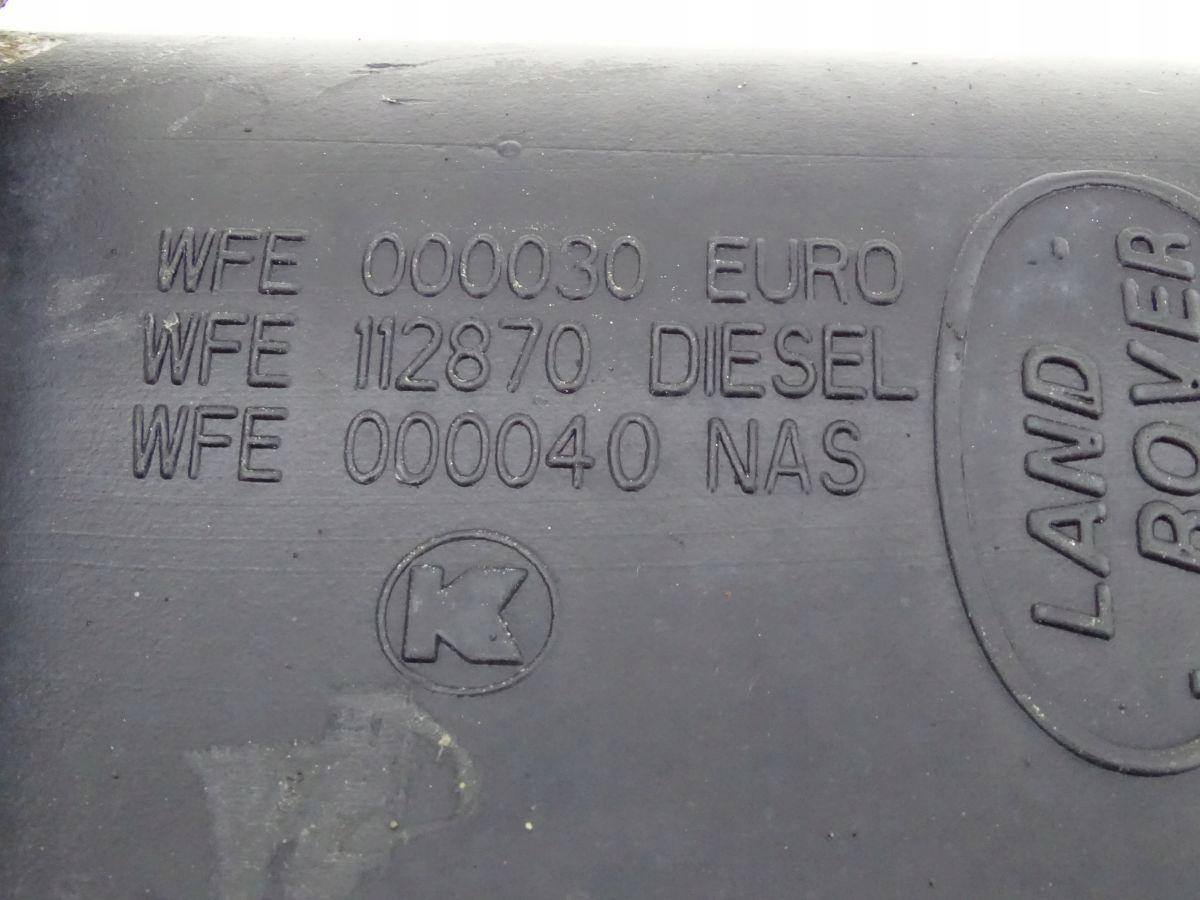 WFE 000030 EURO
WFE 112870 DIESEL
WFE 000040 NAS
K
LAND
ROVER